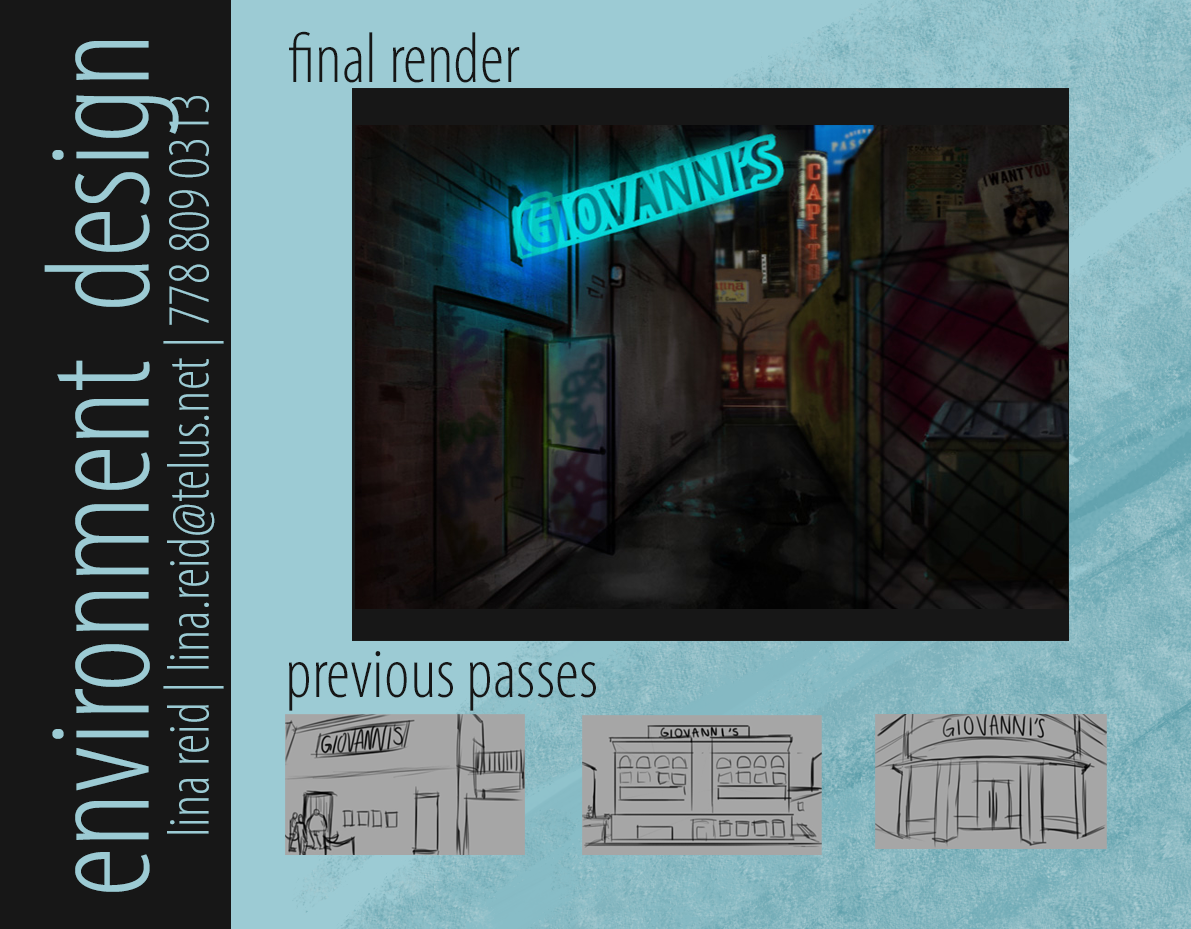 environment design
lina reid | lina.reid@telus.net | 778 809 0313
final render
GIOVANNI'S
CAPITO
PASS
I WANT YOU
previous passes
GIOVANNI'S
GIOVANNI'S
GIOVANNI'S